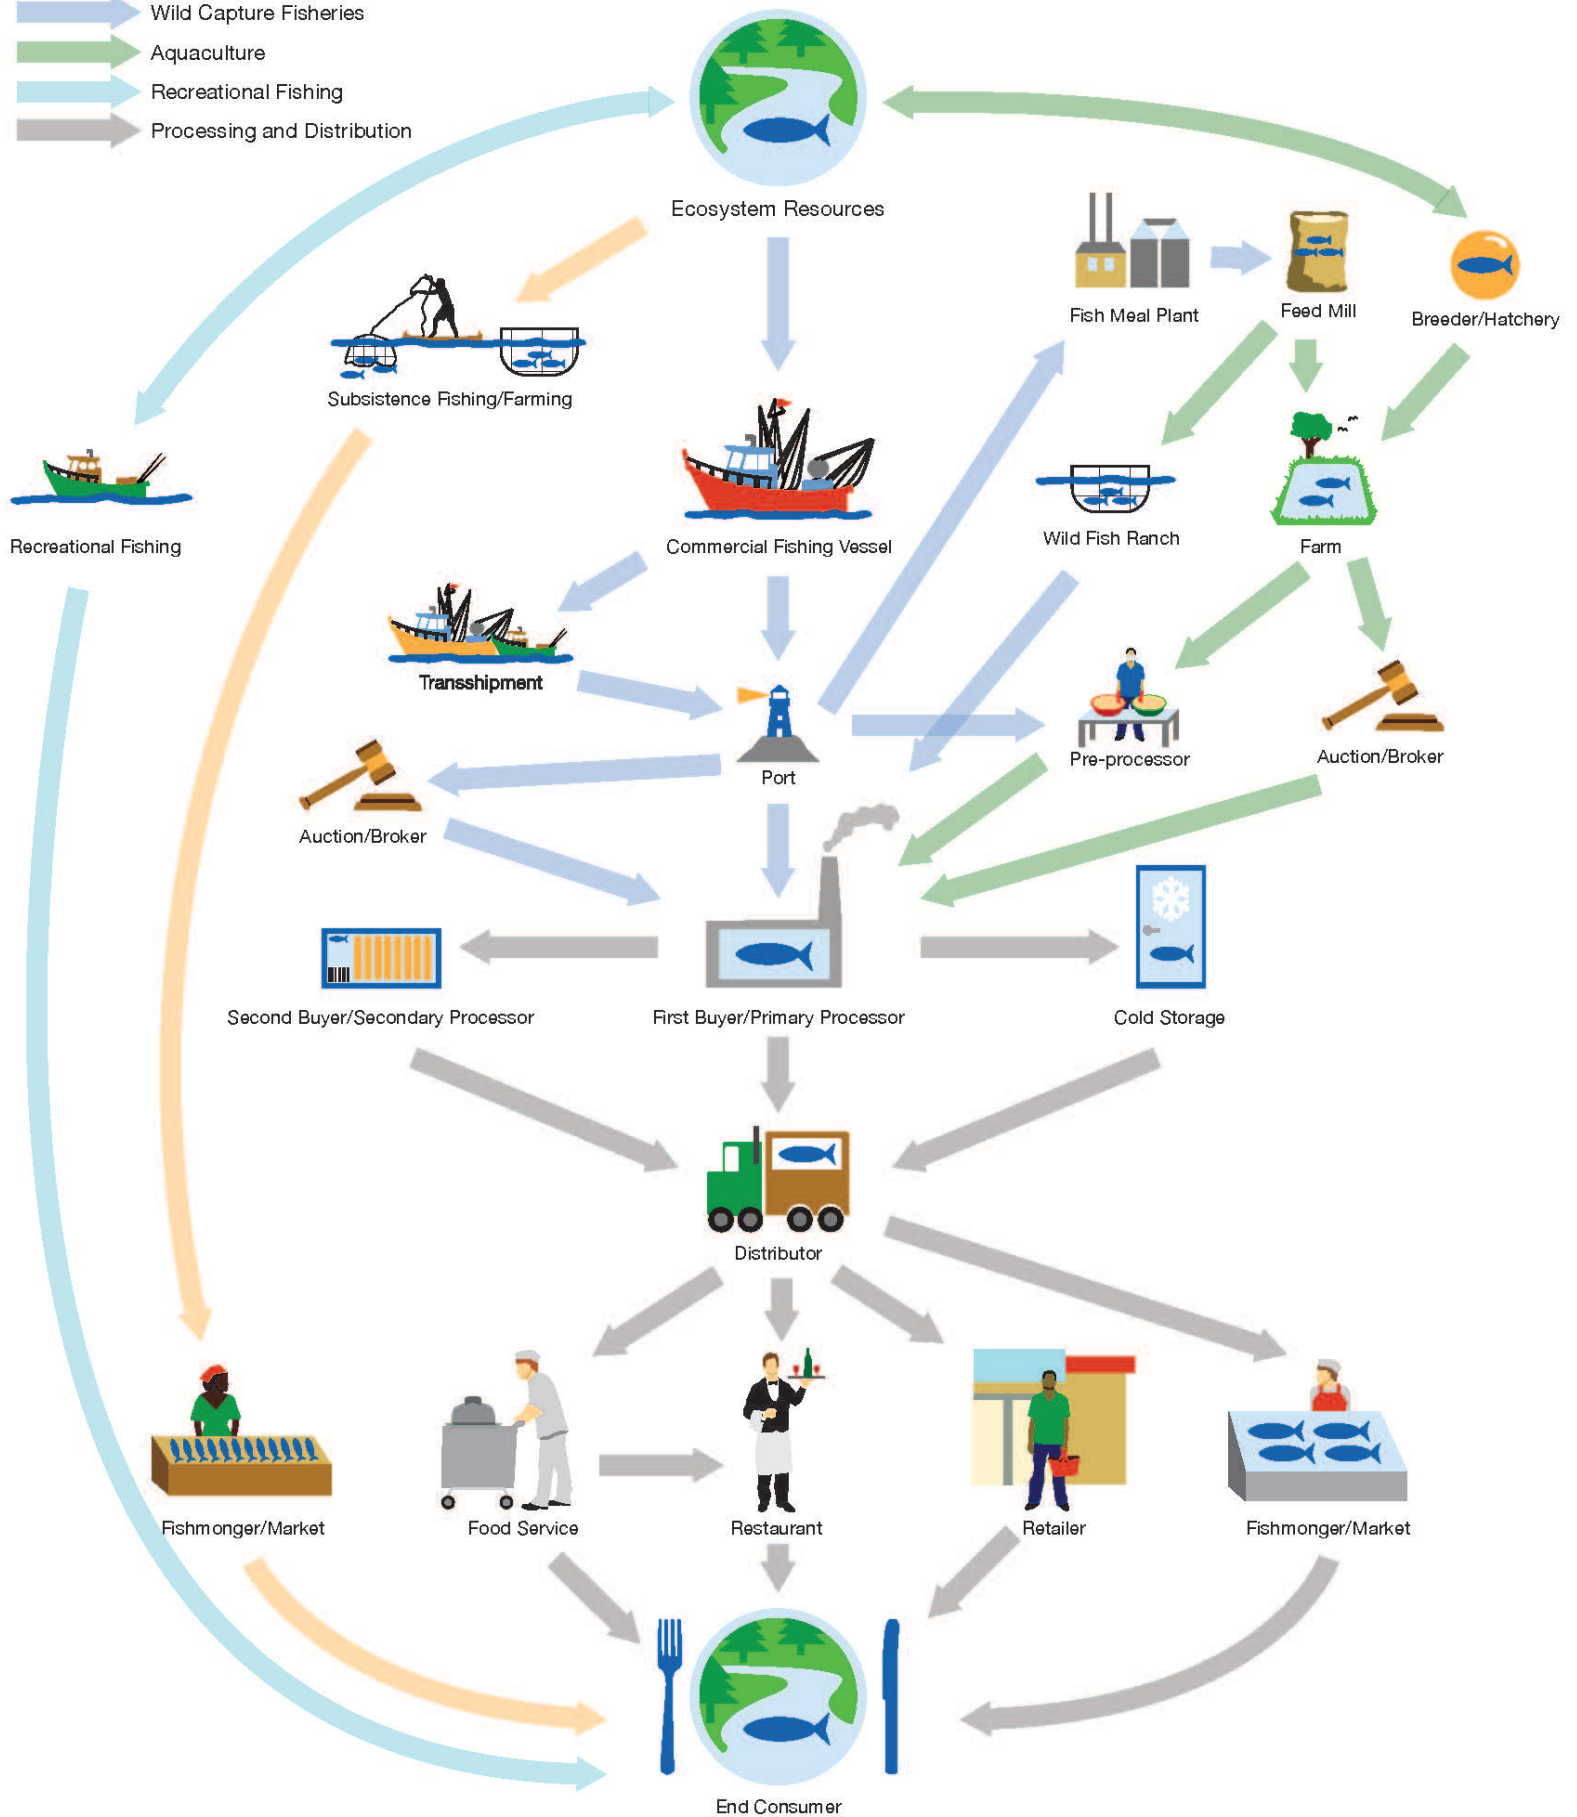 Wild Capture Fisheries
Aquaculture
Recreational Fishing
Processing and Distribution
Ecosystem Resources
Fish Meal Plant
Feed Mill
Breeder/Hatchery
Subsistence Fishing/Farming
Recreational Fishing
Commercial Fishing Vessel
Wild Fish Ranch
Farm
Transshipment
Port
Pre-processor
Auction/Broker
Auction/Broker
Second Buyer/Secondary Processor
First Buyer/Primary Processor
Cold Storage
Distributor
Fishmonger/Market
Food Service
Restaurant
Retailer
Fishmonger/Market
End Consumer